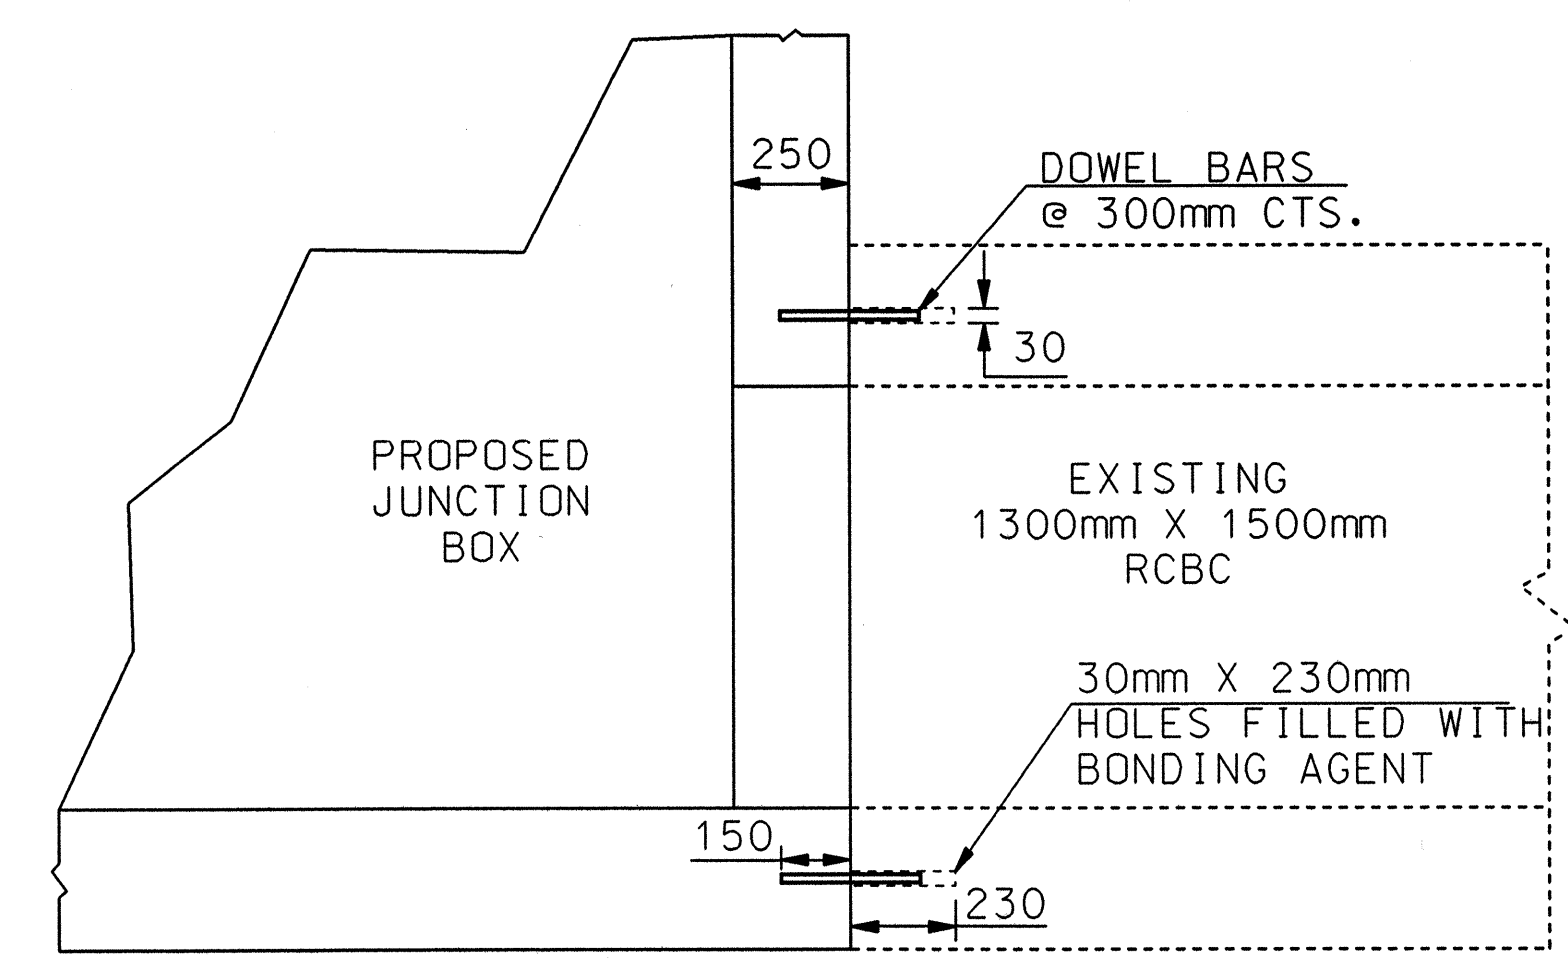 250
DOWEL BARS
@ 300mm CTS.
30
PROPOSED
JUNCTION
BOX
EXISTING
1300mm X 1500mm
RCBC
30mm X 230mm
HOLES FILLED WITH
BONDING AGENT
150
230